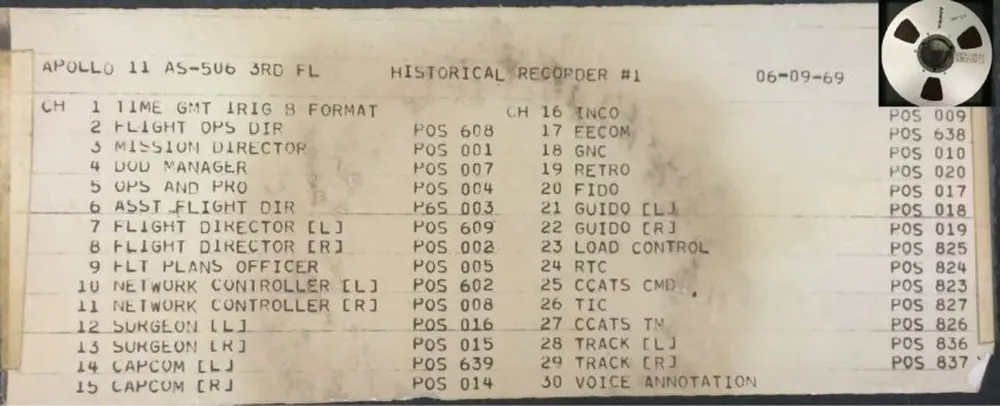 APOLLO 11 AS-506 3RD FL HISTORICAL RECORDER #1 06-09-69
CH 1 TIME GMT IRIG B FORMAT CH 16 INCO POS 009
2 FLIGHT OPS DIR POS 608 17 EECOM POS 638
3 MISSION DIRECTOR POS 001 18 GNC POS 010
4 DOD MANAGER POS 007 19 RETRO POS 020
5 OPS AND PRO POS 004 20 FIDO POS 017
6 ASST FLIGHT DIR POS 003 21 GUIDO [L] POS 018
7 FLIGHT DIRECTOR [L] POS 609 22 GUIDO [R] POS 019
8 FLIGHT DIRECTOR [R] POS 002 23 LOAD CONTROL POS 825
9 FLT PLANS OFFICER POS 005 24 RTC POS 824
10 NETWORK CONTROLLER [L] POS 602 25 CCATS CMD POS 823
11 NETWORK CONTROLLER [R] POS 008 26 TIC POS 827
12 SURGEON [L] POS 016 27 CCATS TM POS 826
13 SURGEON [R] POS 015 28 TRACK [L] POS 836
14 CAPCOM [L] POS 639 29 TRACK [R] POS 837
15 CAPCOM [R] POS 014 30 VOICE ANNOTATION